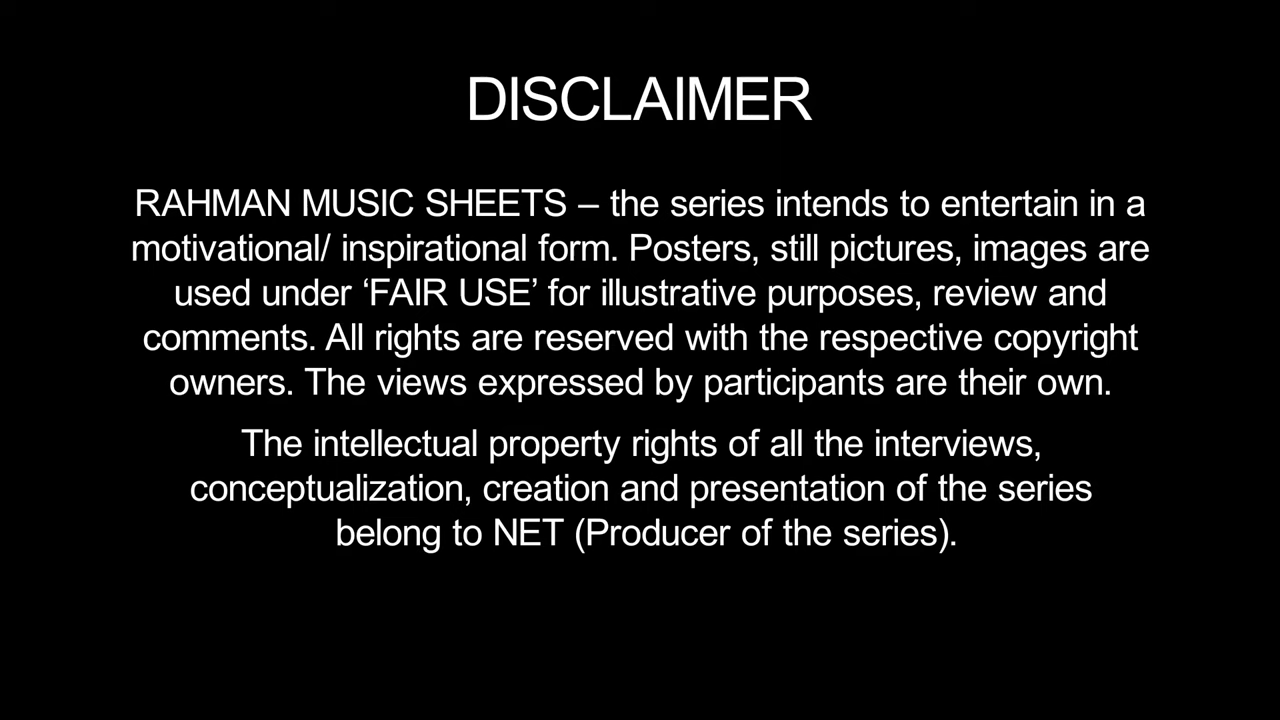 DISCLAIMER
RAHMAN MUSIC SHEETS – the series intends to entertain in a
motivational/ inspirational form. Posters, still pictures, images are
used under ‘FAIR USE’ for illustrative purposes, review and
comments. All rights are reserved with the respective copyright
owners. The views expressed by participants are their own.
The intellectual property rights of all the interviews,
conceptualization, creation and presentation of the series
belong to NET (Producer of the series).